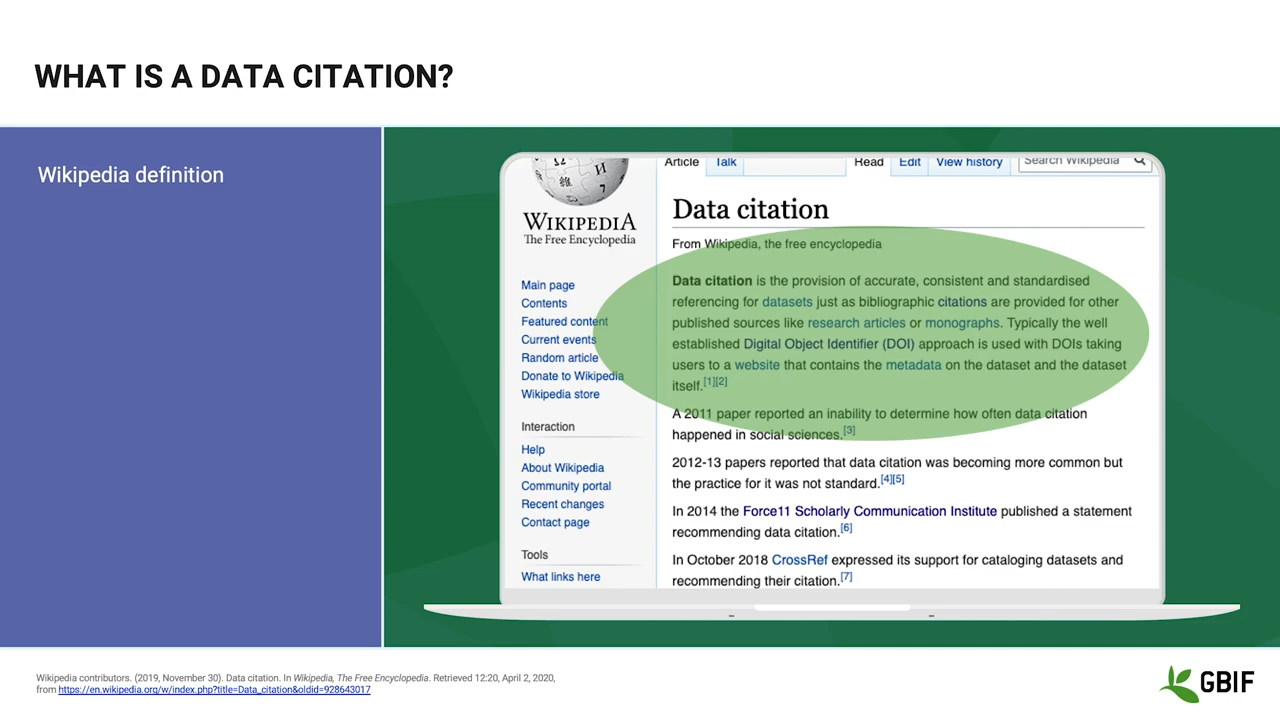 WHAT IS A DATA CITATION?
Wikipedia definition
Article Talk Read Edit View history Search Wikipedia
WIKIPEDIA
The Free Encyclopedia
Main page
Contents
Featured content
Current events
Random article
Donate to Wikipedia
Wikipedia store
Interaction
Help
About Wikipedia
Community portal
Recent changes
Contact page
Tools
What links here
Data citation
From Wikipedia, the free encyclopedia
Data citation is the provision of accurate, consistent and standardised
referencing for datasets just as bibliographic citations are provided for other
published sources like research articles or monographs. Typically the well
established Digital Object Identifier (DOI) approach is used with DOIs taking
users to a website that contains the metadata on the dataset and the dataset
itself.[1][2]
A 2011 paper reported an inability to determine how often data citation
happened in social sciences.[3]
2012-13 papers reported that data citation was becoming more common but
the practice for it was not standard.[4][5]
In 2014 the Force11 Scholarly Communication Institute published a statement
recommending data citation.[6]
In October 2018 CrossRef expressed its support for cataloging datasets and
recommending their citation.[7]
Wikipedia contributors. (2019, November 30). Data citation. In Wikipedia, The Free Encyclopedia. Retrieved 12:20, April 2, 2020,
from https://en.wikipedia.org/w/index.php?title=Data_citation&oldid=928643017
GBIF